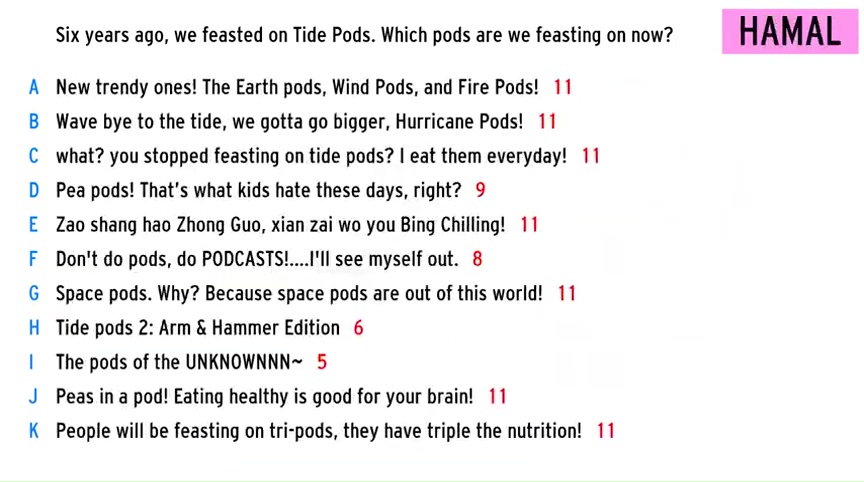 Six years ago, we feasted on Tide Pods. Which pods are we feasting on now?
HAMAL
A New trendy ones! The Earth pods, Wind Pods, and Fire Pods! 11
B Wave bye to the tide, we gotta go bigger, Hurricane Pods! 11
C what? you stopped feasting on tide pods? I eat them everyday! 11
D Pea pods! That's what kids hate these days, right? 9
E Zao shang hao Zhong Guo, xian zai wo you Bing Chilling! 11
F Don't do pods, do PODCASTS!....I'll see myself out. 8
G Space pods. Why? Because space pods are out of this world! 11
H Tide pods 2: Arm & Hammer Edition 6
I The pods of the UNKNOWNNN~ 5
J Peas in a pod! Eating healthy is good for your brain! 11
K People will be feasting on tri-pods, they have triple the nutrition! 11